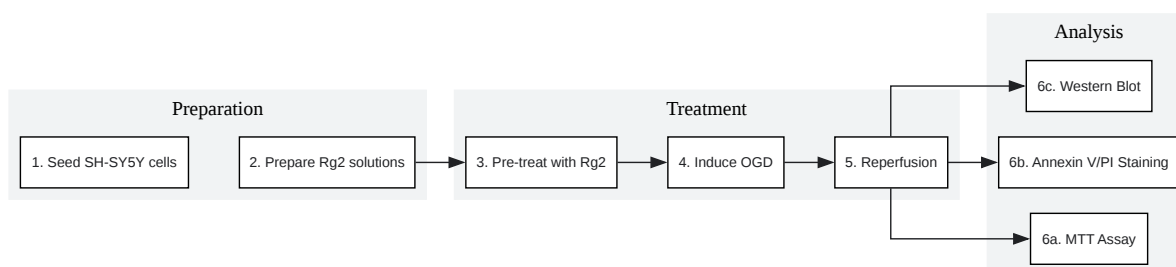 Preparation
1. Seed SH-SY5Y cells
2. Prepare Rg2 solutions
Treatment
3. Pre-treat with Rg2
4. Induce OGD
5. Reperfusion
Analysis
6c. Western Blot
6b. Annexin V/PI Staining
6a. MTT Assay